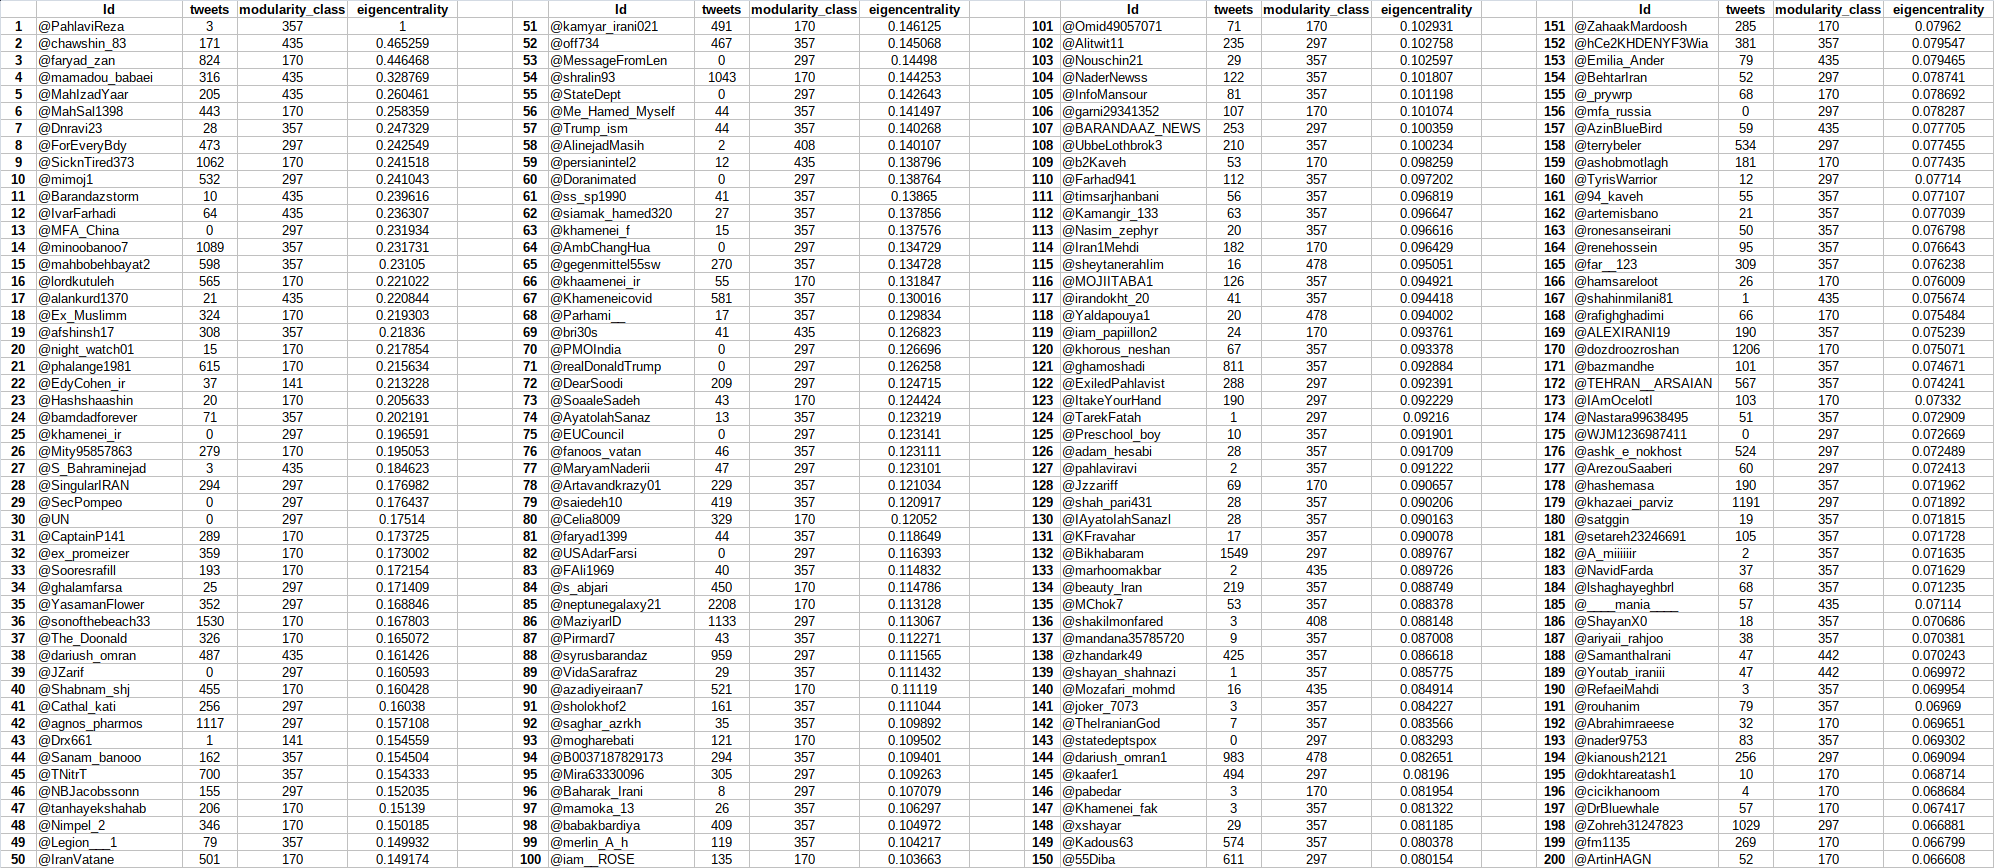 Id tweets modularity_class eigencentrality Id tweets modularity_class eigencentrality Id tweets modularity_class eigencentrality Id tweets modularity_class eigencentrality
1 @PahlaviReza 3 357 1 51 @kamyar_irani021 491 170 0.146125 101 @Omid49057071 71 170 0.102931 151 @ZahaakMardoosh 285 170 0.07962
2 @chawshin_83 171 435 0.465259 52 @off734 467 357 0.145068 102 @Alitwit11 235 297 0.102758 152 @hCe2KHDENYF3Wia 381 357 0.079547
3 @faryad_zan 824 170 0.446468 53 @MessageFromLen 0 297 0.14498 103 @Nouschin21 29 357 0.102597 153 @Emilia_Ander 79 435 0.079465
4 @mamadou_babaei 316 435 0.328769 54 @shralin93 1043 170 0.144253 104 @NaderNewss 122 357 0.101807 154 @BehtarIran 52 297 0.078741
5 @MahIzadYaar 205 435 0.260461 55 @StateDept 0 297 0.142643 105 @InfoMansour 81 357 0.101198 155 @_prywrp 68 170 0.078692
6 @MahSal1398 443 170 0.258359 56 @Me_Hamed_Myself 44 357 0.141497 106 @garni29341352 107 170 0.101074 156 @mfa_russia 0 297 0.078287
7 @Dnravi23 28 357 0.247329 57 @Trump_ism 44 357 0.140268 107 @BARANDAAZ_NEWS 253 297 0.100359 157 @AzinBlueBird 59 435 0.077705
8 @ForEveryBdy 473 297 0.242549 58 @AlinejadMasih 2 408 0.140107 108 @UbbeLothbrok3 210 357 0.100234 158 @terrybeler 534 297 0.077455
9 @SicknTired373 1062 170 0.241518 59 @persianintel2 12 435 0.138796 109 @b2Kaveh 53 170 0.098259 159 @ashobmotlagh 181 170 0.077435
10 @mimoj1 532 297 0.241043 60 @Doranimated 0 297 0.138764 110 @Farhad941 112 357 0.097202 160 @TyrisWarrior 12 297 0.07714
11 @Barandazstorm 10 435 0.239616 61 @ss_sp1990 41 357 0.13865 111 @timsarjhanbani 56 357 0.096819 161 @94_kaveh 55 357 0.077107
12 @IvarFarhadi 64 435 0.236307 62 @siamak_hamed320 27 357 0.137856 112 @Kamangir_133 63 357 0.096647 162 @artemisbano 21 357 0.077039
13 @MFA_China 0 297 0.231934 63 @khamenei_f 15 357 0.137576 113 @Nasim_zephyr 20 357 0.096616 163 @ronesanseirani 50 357 0.076798
14 @minoobanoo7 1089 357 0.231731 64 @AmbChangHua 0 297 0.134729 114 @Iran1Mehdi 182 170 0.096429 164 @renehossein 95 357 0.076643
15 @mahbobehbayat2 598 357 0.23105 65 @gegenmittel55sw 270 357 0.134728 115 @sheytanerahlim 16 478 0.095051 165 @far__123 309 357 0.076238
16 @lordkutuleh 565 170 0.221022 66 @khaamenei_ir 55 170 0.131847 116 @MOJIITABA1 126 357 0.094921 166 @hamsareloot 26 170 0.076009
17 @alankurd1370 21 435 0.220844 67 @Khameneicovid 581 357 0.130016 117 @irandokht_20 41 357 0.094418 167 @shahinmilani81 1 435 0.075674
18 @Ex_Muslimm 324 170 0.219303 68 @Parhami__ 17 357 0.129834 118 @Yaldapouya1 20 478 0.094002 168 @rafighghadimi 66 170 0.075484
19 @afshinsh17 308 357 0.21836 69 @bri30s 41 435 0.126823 119 @iam_papiillon2 24 170 0.093761 169 @ALEXIRANI19 190 357 0.075239
20 @night_watch01 15 170 0.217854 70 @PMOIndia 0 297 0.126696 120 @khorous_neshan 67 357 0.093378 170 @dozdroozroshan 1206 170 0.075071
21 @phalange1981 615 170 0.215634 71 @realDonaldTrump 0 297 0.126258 121 @ghamoshadi 811 357 0.092884 171 @bazmandhe 101 357 0.074671
22 @EdyCohen_ir 37 141 0.213228 72 @DearSoodi 209 297 0.124715 122 @ExiledPahlavist 288 297 0.092391 172 @TEHRAN__ARSAIAN 567 357 0.074241
23 @Hashshaashin 20 170 0.205633 73 @SoaaleSadeh 43 170 0.124424 123 @ItakeYourHand 190 297 0.092229 173 @IAmOcelotI 103 170 0.07332
24 @bamdadforever 71 357 0.202191 74 @AyatolahSanaz 13 357 0.123219 124 @TarekFatah 1 297 0.09216 174 @Nastara99638495 51 357 0.072909
25 @khamenei_ir 0 297 0.196591 75 @EUCouncil 0 297 0.123141 125 @Preschool_boy 10 357 0.091901 175 @WJM1236987411 0 297 0.072669
26 @Mity95857863 279 170 0.195053 76 @fanoos_vatan 46 357 0.123111 126 @adam_hesabi 28 357 0.091709 176 @ashk_e_nokhost 524 297 0.072489
27 @S_Bahraminejad 3 435 0.184623 77 @MaryamNaderii 47 297 0.123101 127 @pahlaviravi 2 357 0.091222 177 @ArezouSaaberi 60 297 0.072413
28 @SingularIRAN 294 297 0.176982 78 @Artavandkrazy01 229 357 0.121034 128 @Jzzariff 69 170 0.090657 178 @hashemasa 190 357 0.071962
29 @SecPompeo 0 297 0.176437 79 @saiedeh10 419 357 0.120917 129 @shah_pari431 28 357 0.090206 179 @khazaei_parviz 1191 297 0.071892
30 @UN 0 297 0.17514 80 @Celia8009 329 170 0.12052 130 @IAyatolahSanazI 28 357 0.090163 180 @satggin 19 357 0.071815
31 @CaptainP141 289 170 0.173725 81 @faryad1399 44 357 0.118649 131 @KFravahar 17 357 0.090078 181 @setareh23246691 105 357 0.071728
32 @ex_promeizer 359 170 0.173002 82 @USAdarFarsi 0 297 0.116393 132 @Bikhabaram 1549 297 0.089767 182 @A_miiiiiir 2 357 0.071635
33 @Sooresrafill 193 170 0.172154 83 @FAli1969 40 357 0.114832 133 @marhoomakbar 2 435 0.089726 183 @NavidFarda 37 357 0.071629
34 @ghalamfarsa 25 297 0.171409 84 @s_abjari 450 170 0.114786 134 @beauty_Iran 219 357 0.088749 184 @Ishaghayeghbrl 68 357 0.071235
35 @YasamanFlower 352 297 0.168846 85 @neptunegalaxy21 2208 170 0.113128 135 @MChok7 53 357 0.088378 185 @____mania____ 57 435 0.07114
36 @sonofthebeach33 1530 170 0.167803 86 @MaziyarID 1133 297 0.113067 136 @shakilmonfared 3 408 0.088148 186 @ShayanX0 18 357 0.070686
37 @The_Doonald 326 170 0.165072 87 @Pirmard7 43 357 0.112271 137 @mandana35785720 9 357 0.087008 187 @ariyaii_rahjoo 38 357 0.070381
38 @dariush_omran 487 435 0.161426 88 @syrusbarandaz 959 297 0.111565 138 @zhandark49 425 357 0.086618 188 @SamanthaIrani 47 442 0.070243
39 @JZarif 0 297 0.160593 89 @VidaSarafraz 29 357 0.111432 139 @shayan_shahnazi 1 357 0.085775 189 @Youtab_iraniii 47 442 0.069972
40 @Shabnam_shj 455 170 0.160428 90 @azadiyeiraan7 521 170 0.11119 140 @Mozafari_mohmd 16 435 0.084914 190 @RefaeiMahdi 3 357 0.069954
41 @Cathal_kati 256 297 0.16038 91 @sholokhof2 161 357 0.111044 141 @joker_7073 3 357 0.084227 191 @rouhanim 79 357 0.06969
42 @agnos_pharmos 1117 297 0.157108 92 @saghar_azrkh 35 357 0.109892 142 @TheIranianGod 7 357 0.083566 192 @Abrahimraeese 32 170 0.069651
43 @Drx661 1 141 0.154559 93 @mogharebati 121 170 0.109502 143 @statedeptspox 0 297 0.083293 193 @nader9753 83 357 0.069302
44 @Sanam_banooo 162 357 0.154504 94 @B0037187829173 294 357 0.109401 144 @dariush_omran1 983 478 0.082651 194 @kianoush2121 256 297 0.069094
45 @TNitrT 700 357 0.154333 95 @Mira63330096 305 297 0.109263 145 @kaafer1 494 297 0.08196 195 @dokhtareatash1 10 170 0.068714
46 @NBJacobssonn 155 297 0.152035 96 @Baharak_Irani 8 297 0.107079 146 @pabedar 3 170 0.081954 196 @cicikhanoom 4 170 0.068684
47 @tanhayekshahab 206 170 0.15139 97 @mamoka_13 26 357 0.106297 147 @Khamenei_fak 3 357 0.081322 197 @DrBluewhale 57 170 0.067417
48 @Nimpel_2 346 170 0.150185 98 @babakbardiya 409 357 0.104972 148 @xshayar 29 357 0.081185 198 @Zohreh31247823 1029 297 0.066881
49 @Legion___1 79 357 0.149932 99 @merlin_A_h 119 357 0.104217 149 @Kadous63 574 357 0.080378 199 @fm1135 269 170 0.066799
50 @IranVatane 501 170 0.149174 100 @iam__ROSE 135 170 0.103663 150 @55Diba 611 297 0.080154 200 @ArtinHAGN 52 170 0.066608